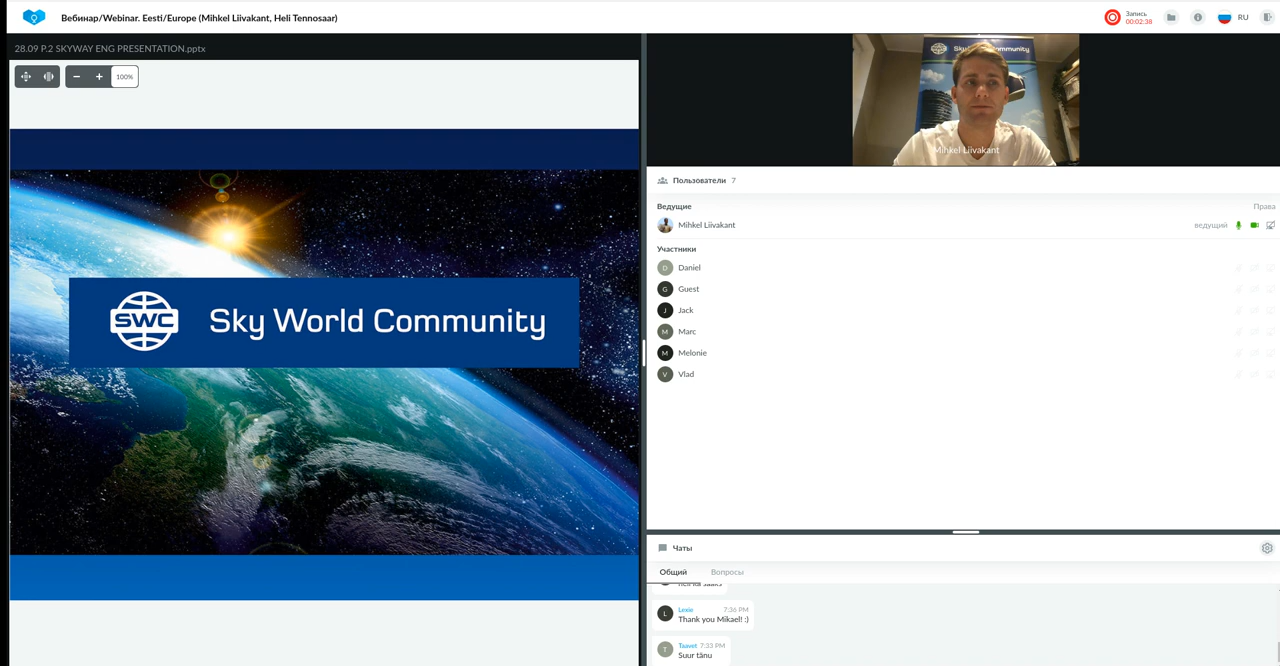 Вебинар/Webinar. Eesti/Europe (Mihkel Liivakant, Heli Tennosaar)
Запись
00:02:38
RU
28.09 P.2 SKYWAY ENG PRESENTATION.pptx
100%
SWC
Sky World Community
Mihkel Liivakant
Пользователи 7
Ведущие
Права
Mihkel Liivakant
ведущий
Участники
D
Daniel
G
Guest
J
Jack
M
Marc
M
Melonie
V
Vlad
Чаты
Общий
Вопросы
L
Lexie 7:36 PM
Thank you Mikael! :)
T
Taavet 7:33 PM
Suur tänu